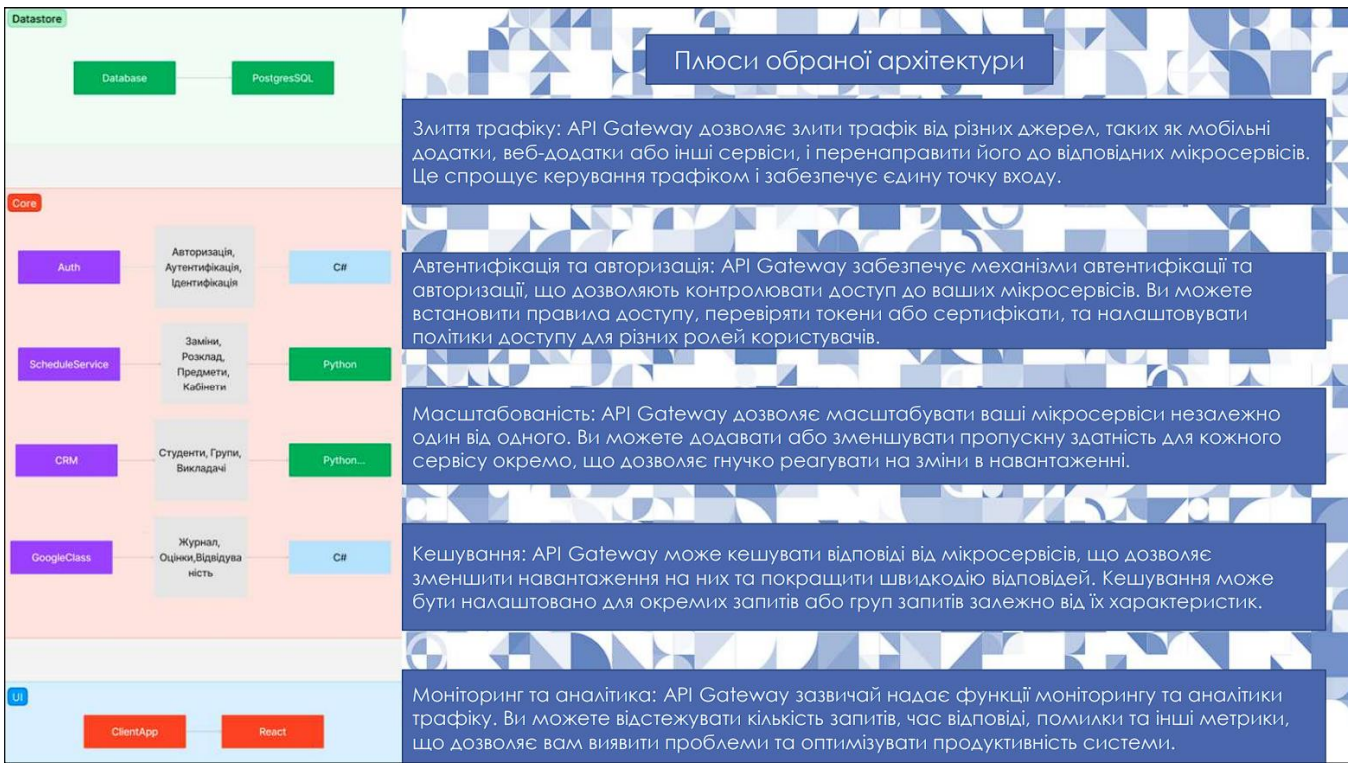 Datastore
Database
PostgresSQL
Core
Auth
Авторизація,
Аутентифікація,
Ідентифікація
C#
ScheduleService
Заміни,
Розклад,
Предмети,
Кабінети
Python
CRM
Студенти, Групи,
Викладачі
Python...
GoogleClass
Журнал,
Оцінки,Відвідува
ність
C#
UI
ClientApp
React
Плюси обраної архітектури
Злиття трафіку: API Gateway дозволяє злити трафік від різних джерел, таких як мобільні
додатки, веб-додатки або інші сервіси, і перенаправити його до відповідних мікросервісів.
Це спрощує керування трафіком і забезпечує єдину точку входу.
Автентифікація та авторизація: API Gateway забезпечує механізми автентифікації та
авторизації, що дозволяють контролювати доступ до ваших мікросервісів. Ви можете
встановити правила доступу, перевіряти токени або сертифікати, та налаштовувати
політики доступу для різних ролей користувачів.
Масштабованість: API Gateway дозволяє масштабувати ваші мікросервіси незалежно
один від одного. Ви можете додавати або зменшувати пропускну здатність для кожного
сервісу окремо, що дозволяє гнучко реагувати на зміни в навантаженні.
Кешування: API Gateway може кешувати відповіді від мікросервісів, що дозволяє
зменшити навантаження на них та покращити швидкодію відповідей. Кешування може
бути налаштовано для окремих запитів або груп запитів залежно від їх характеристик.
Моніторинг та аналітика: API Gateway зазвичай надає функції моніторингу та аналітики
трафіку. Ви можете відстежувати кількість запитів, час відповіді, помилки та інші метрики,
що дозволяє вам виявити проблеми та оптимізувати продуктивність системи.